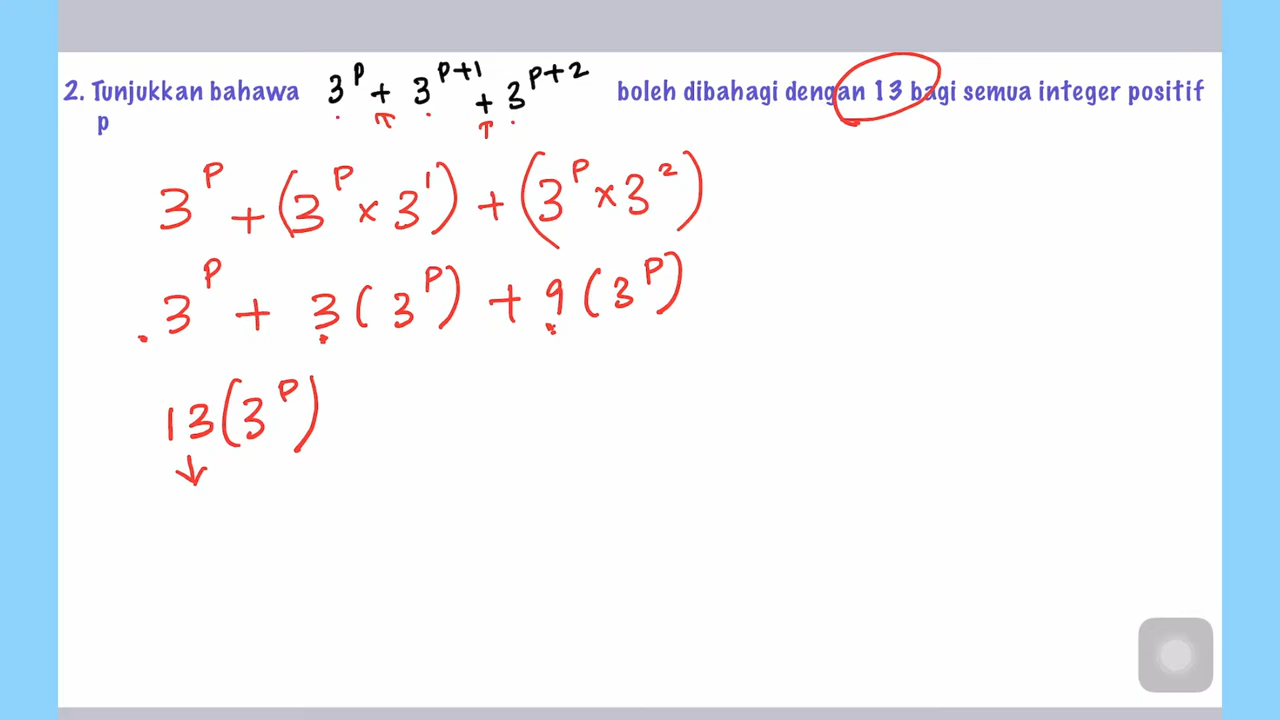 2. Tunjukkan bahawa 3^p + 3^{p+1} + 3^{p+2} boleh dibahagi dengan 13 bagi semua integer positif
p
3^p + (3^p × 3^1) + (3^p × 3^2)
3^p + 3(3^p) + 9(3^p)
13(3^p)